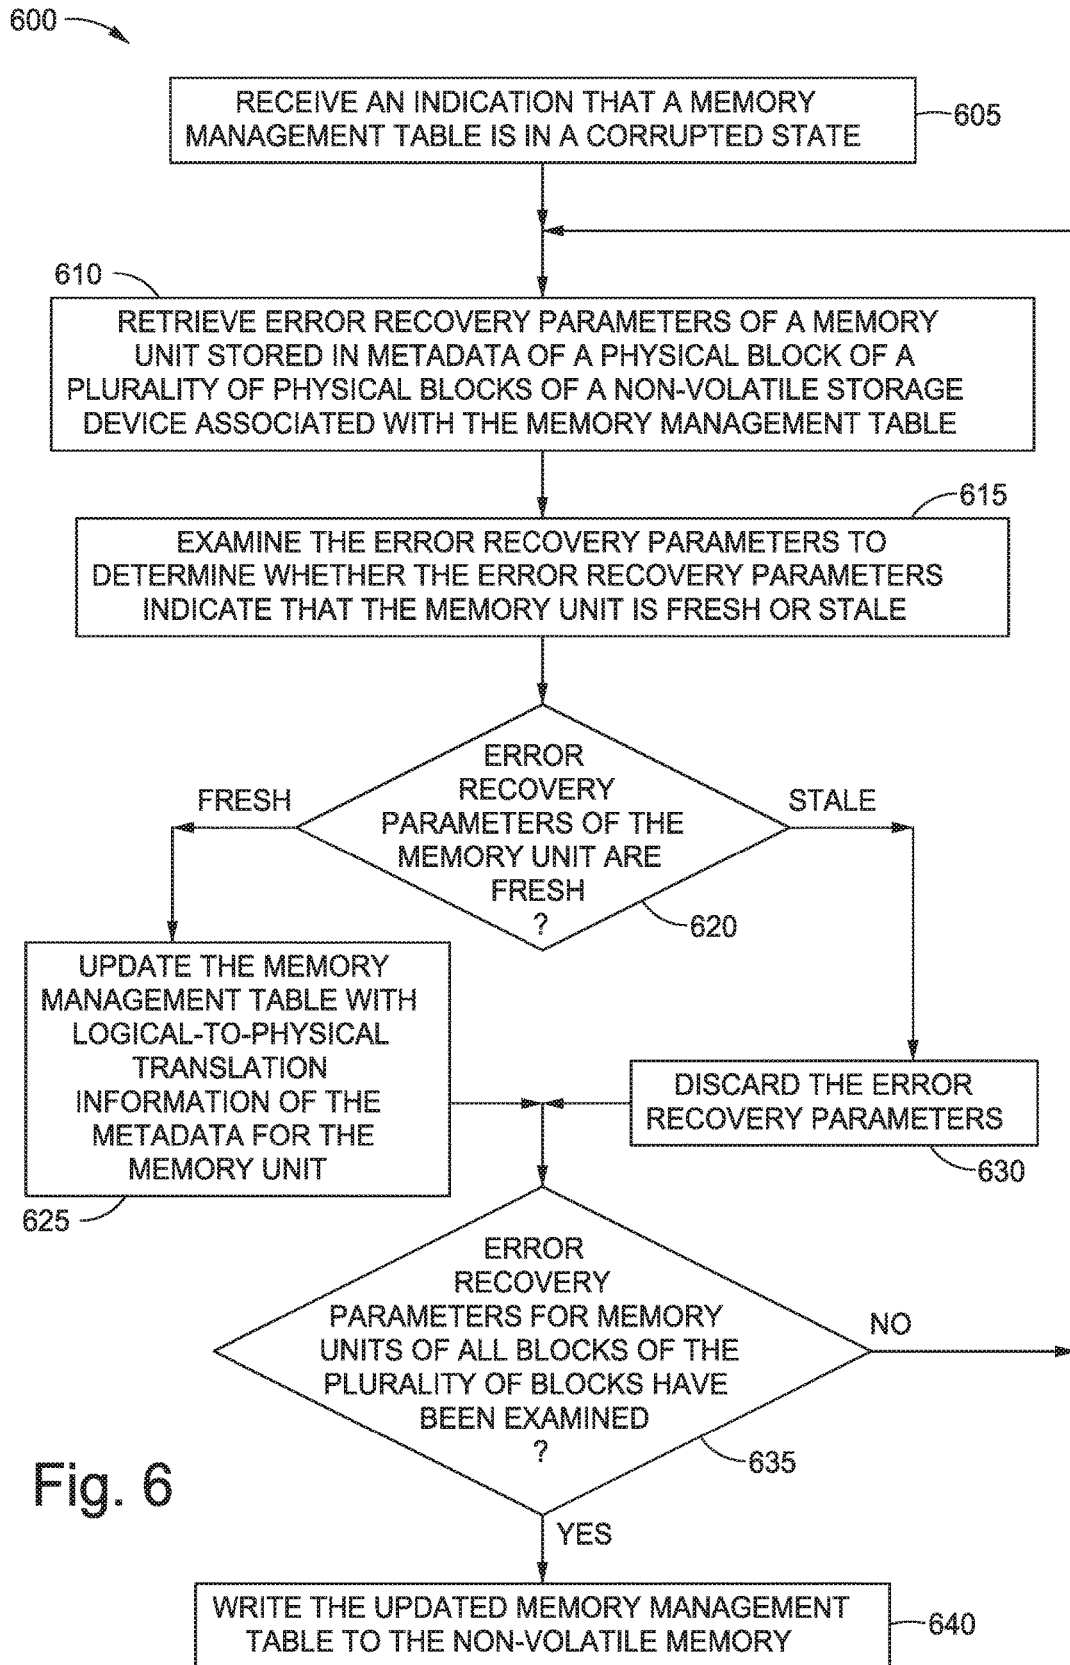 600
RECEIVE AN INDICATION THAT A MEMORY
MANAGEMENT TABLE IS IN A CORRUPTED STATE
605
610
RETRIEVE ERROR RECOVERY PARAMETERS OF A MEMORY
UNIT STORED IN METADATA OF A PHYSICAL BLOCK OF A
PLURALITY OF PHYSICAL BLOCKS OF A NON-VOLATILE STORAGE
DEVICE ASSOCIATED WITH THE MEMORY MANAGEMENT TABLE
615
EXAMINE THE ERROR RECOVERY PARAMETERS TO
DETERMINE WHETHER THE ERROR RECOVERY PARAMETERS
INDICATE THAT THE MEMORY UNIT IS FRESH OR STALE
ERROR
RECOVERY
PARAMETERS OF THE
MEMORY UNIT ARE
FRESH
?
620
FRESH
STALE
UPDATE THE MEMORY
MANAGEMENT TABLE WITH
LOGICAL-TO-PHYSICAL
TRANSLATION
INFORMATION OF THE
METADATA FOR THE
MEMORY UNIT
625
DISCARD THE ERROR
RECOVERY PARAMETERS
630
ERROR
RECOVERY
PARAMETERS FOR MEMORY
UNITS OF ALL BLOCKS OF THE
PLURALITY OF BLOCKS HAVE
BEEN EXAMINED
?
635
NO
YES
Fig. 6
WRITE THE UPDATED MEMORY MANAGEMENT
TABLE TO THE NON-VOLATILE MEMORY
640